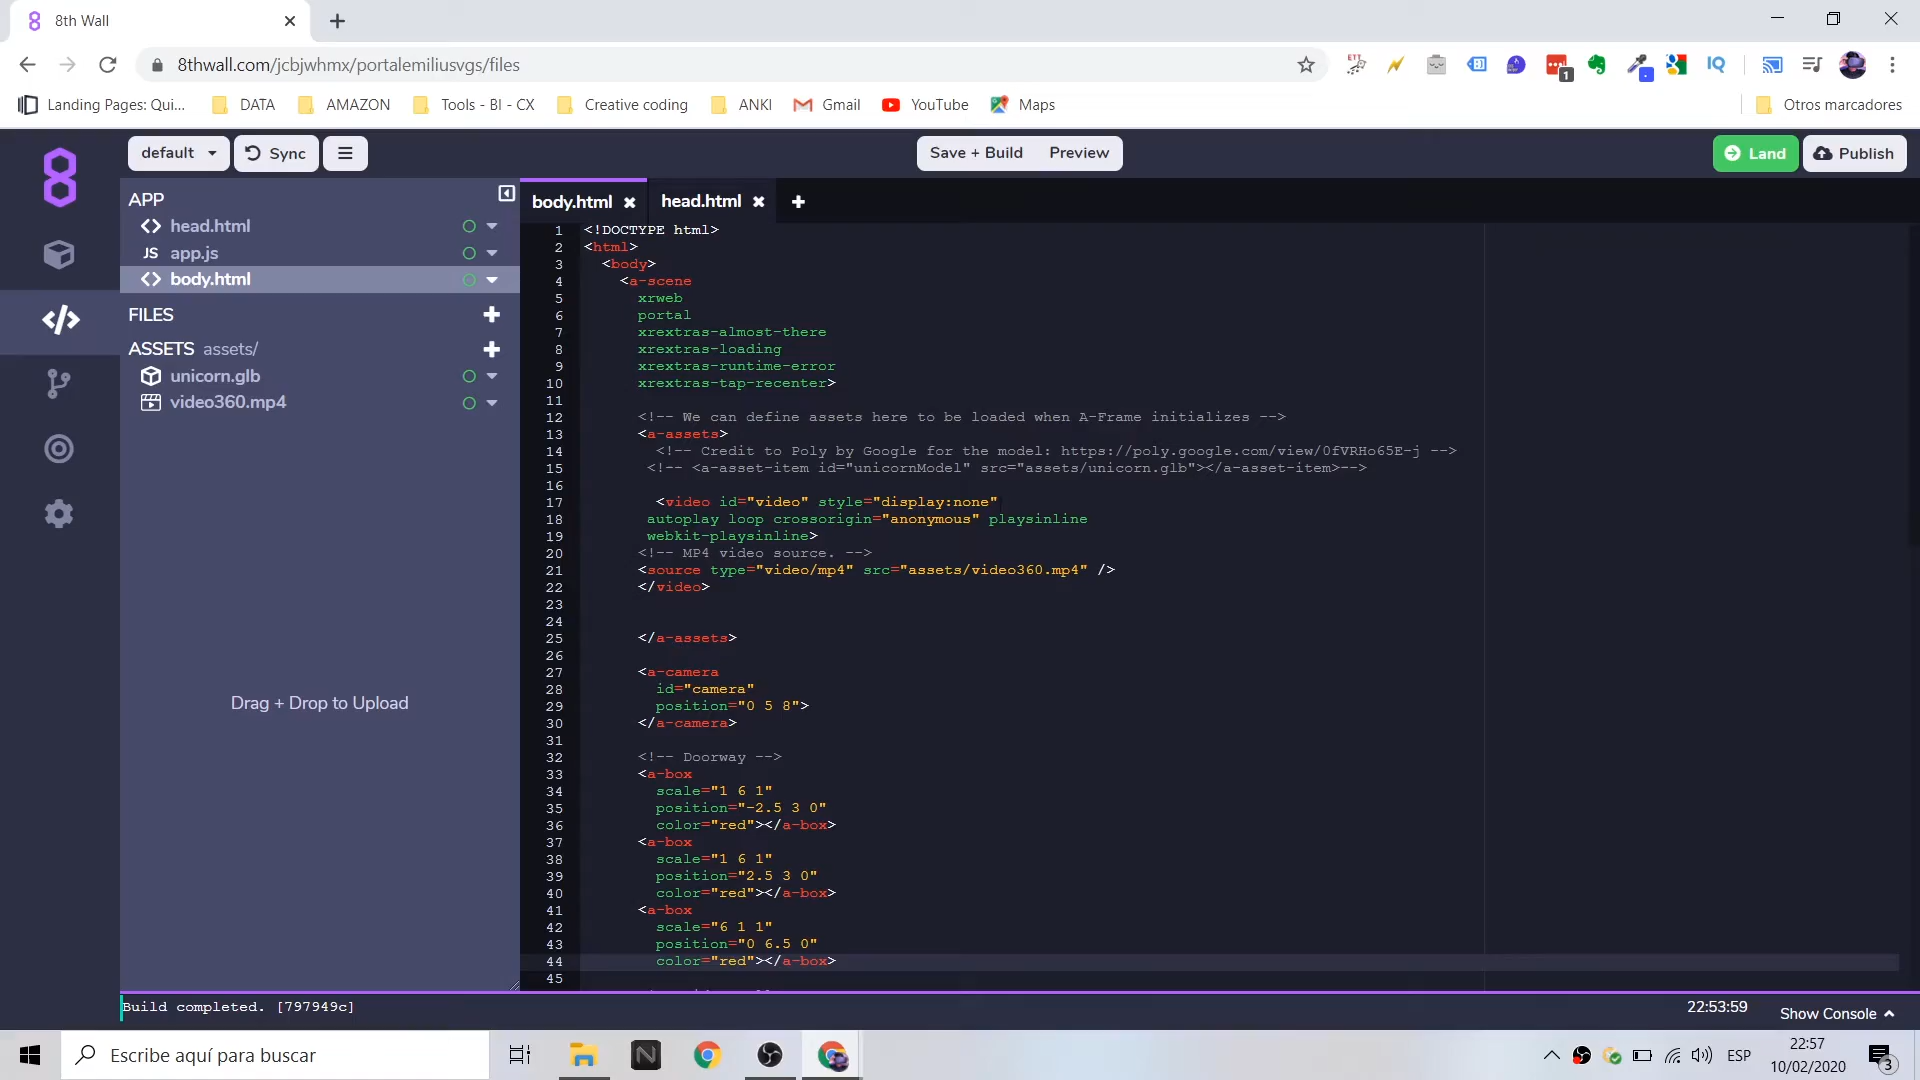 8th Wall
8thwall.com/jcbjwhmx/portalemiliusvgs/files
Landing Pages: Qui...
DATA
AMAZON
Tools - BI - CX
Creative coding
ANKI
Gmail
YouTube
Maps
Otros marcadores
default
Sync
Save + Build
Preview
Land
Publish
APP
head.html
JS app.js
body.html
FILES
ASSETS assets/
unicorn.glb
video360.mp4
Drag + Drop to Upload
body.html
head.html
1 <!DOCTYPE html>
2 <html>
3 <body>
4 <a-scene
5 xrweb
6 portal
7 xrextras-almost-there
8 xrextras-loading
9 xrextras-runtime-error
10 xrextras-tap-recenter>
11
12 <!-- We can define assets here to be loaded when A-Frame initializes -->
13 <a-assets>
14 <!-- Credit to Poly by Google for the model: https://poly.google.com/view/0fVRHo65E-j -->
15 <!-- <a-asset-item id="unicornModel" src="assets/unicorn.glb"></a-asset-item>-->
16
17 <video id="video" style="display:none"
18 autoplay loop crossorigin="anonymous" playsinline
19 webkit-playsinline>
20 <!-- MP4 video source. -->
21 <source type="video/mp4" src="assets/video360.mp4" />
22 </video>
23
24
25 </a-assets>
26
27 <a-camera
28 id="camera"
29 position="0 5 8">
30 </a-camera>
31
32 <!-- Doorway -->
33 <a-box
34 scale="1 6 1"
35 position="-2.5 3 0"
36 color="red"></a-box>
37 <a-box
38 scale="1 6 1"
39 position="2.5 3 0"
40 color="red"></a-box>
41 <a-box
42 scale="6 1 1"
43 position="0 6.5 0"
44 color="red"></a-box>
45
Build completed. [797949c]
22:53:59
Show Console
Escribe aquí para buscar
ESP
22:57
10/02/2020
3